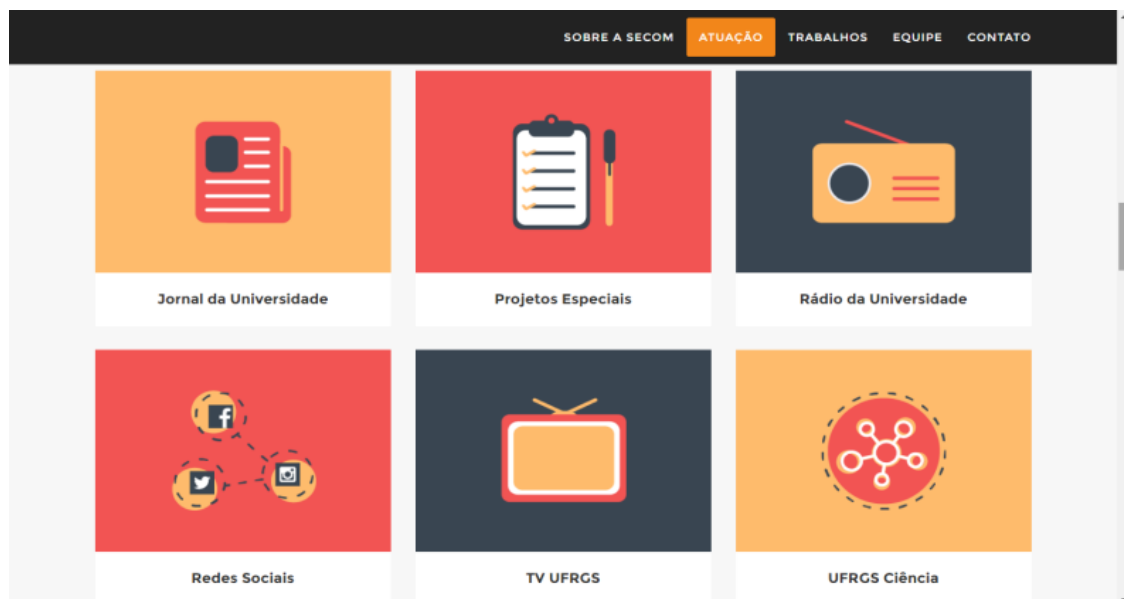 SOBRE A SECOM ATUAÇÃO TRABALHOS EQUIPE CONTATO
Jornal da Universidade Projetos Especiais Rádio da Universidade
Redes Sociais TV UFRGS UFRGS Ciência